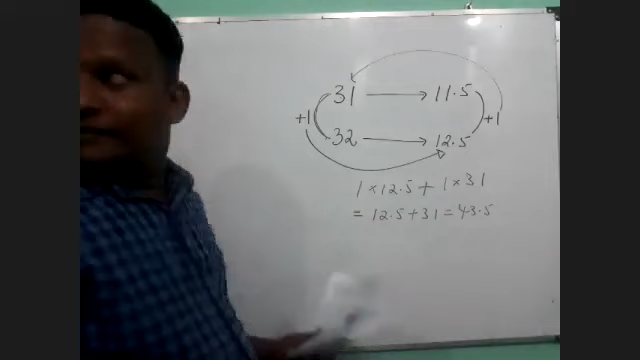 31 → 11.5
+1 +1
32 → 12.5
1 × 12.5 + 1 × 31
= 12.5 + 31 = 43.5